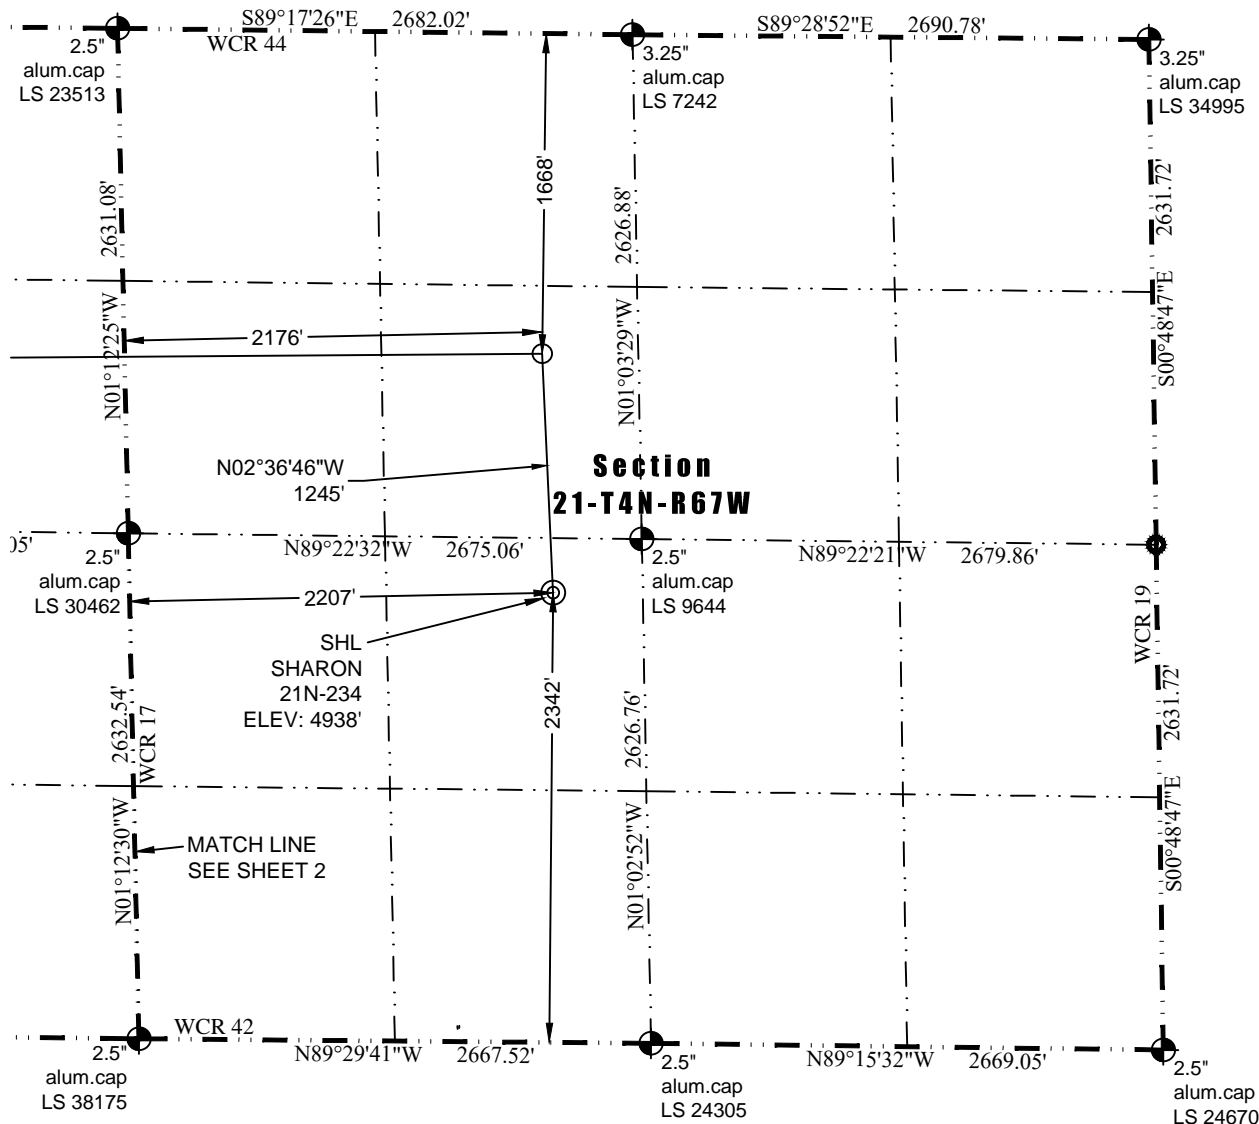 S89°17'26"E 2682.02'
S89°28'52"E 2690.78'
WCR 44
2.5"
alum.cap
LS 23513
3.25"
alum.cap
LS 7242
3.25"
alum.cap
LS 34995
2631.08'
N01°12'25"W
1668'
2626.88'
N01°03'29"W
2631.72'
S00°48'47"E
2176'
N02°36'46"W
1245'
Section
21-T4N-R67W
05'
2.5"
alum.cap
LS 30462
N89°22'32"W 2675.06'
2.5"
alum.cap
LS 9644
N89°22'21"W 2679.86'
2207'
SHL
SHARON
21N-234
ELEV: 4938'
WCR 19
2632.54'
WCR 17
N01°12'30"W
2342'
2626.76'
N01°02'52"W
2631.72'
S00°48'47"E
MATCH LINE
SEE SHEET 2
WCR 42
2.5"
alum.cap
LS 38175
N89°29'41"W 2667.52'
2.5"
alum.cap
LS 24305
N89°15'32"W 2669.05'
2.5"
alum.cap
LS 24670